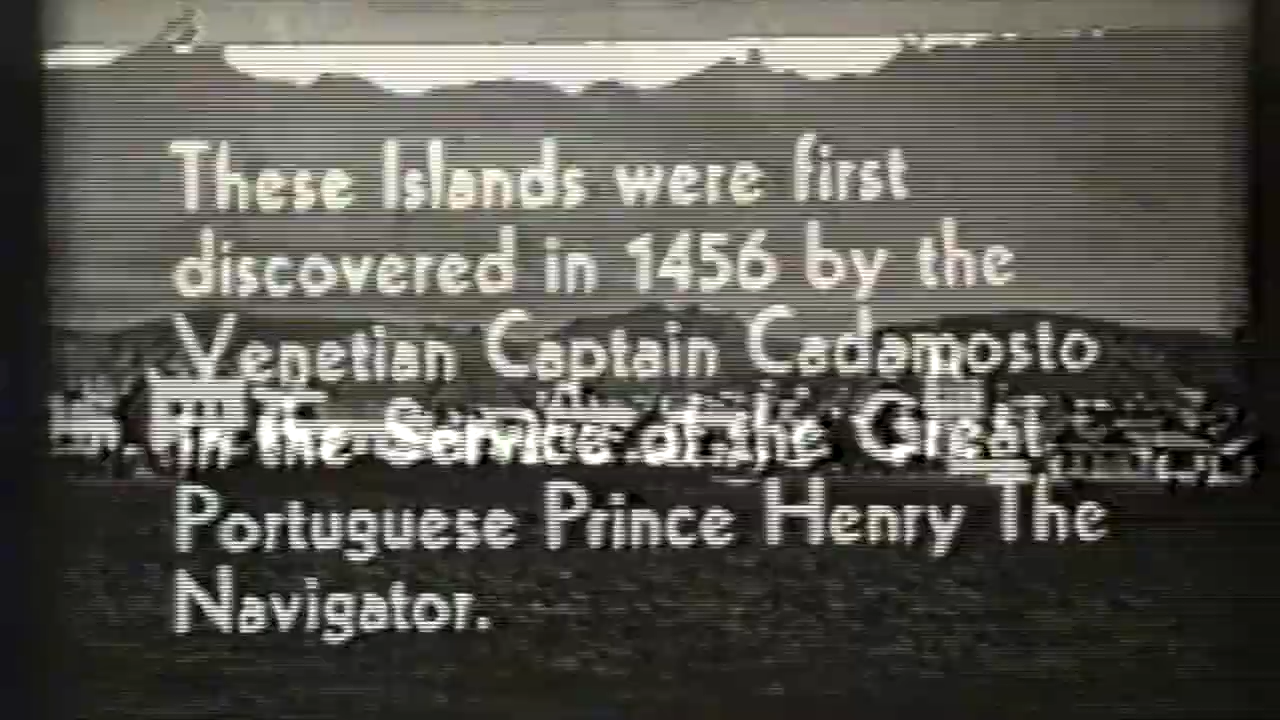 These Islands were first
discovered in 1456 by the
Venetian Captain Cadamosto
in the Service of the Great
Portuguese Prince Henry The
Navigator.